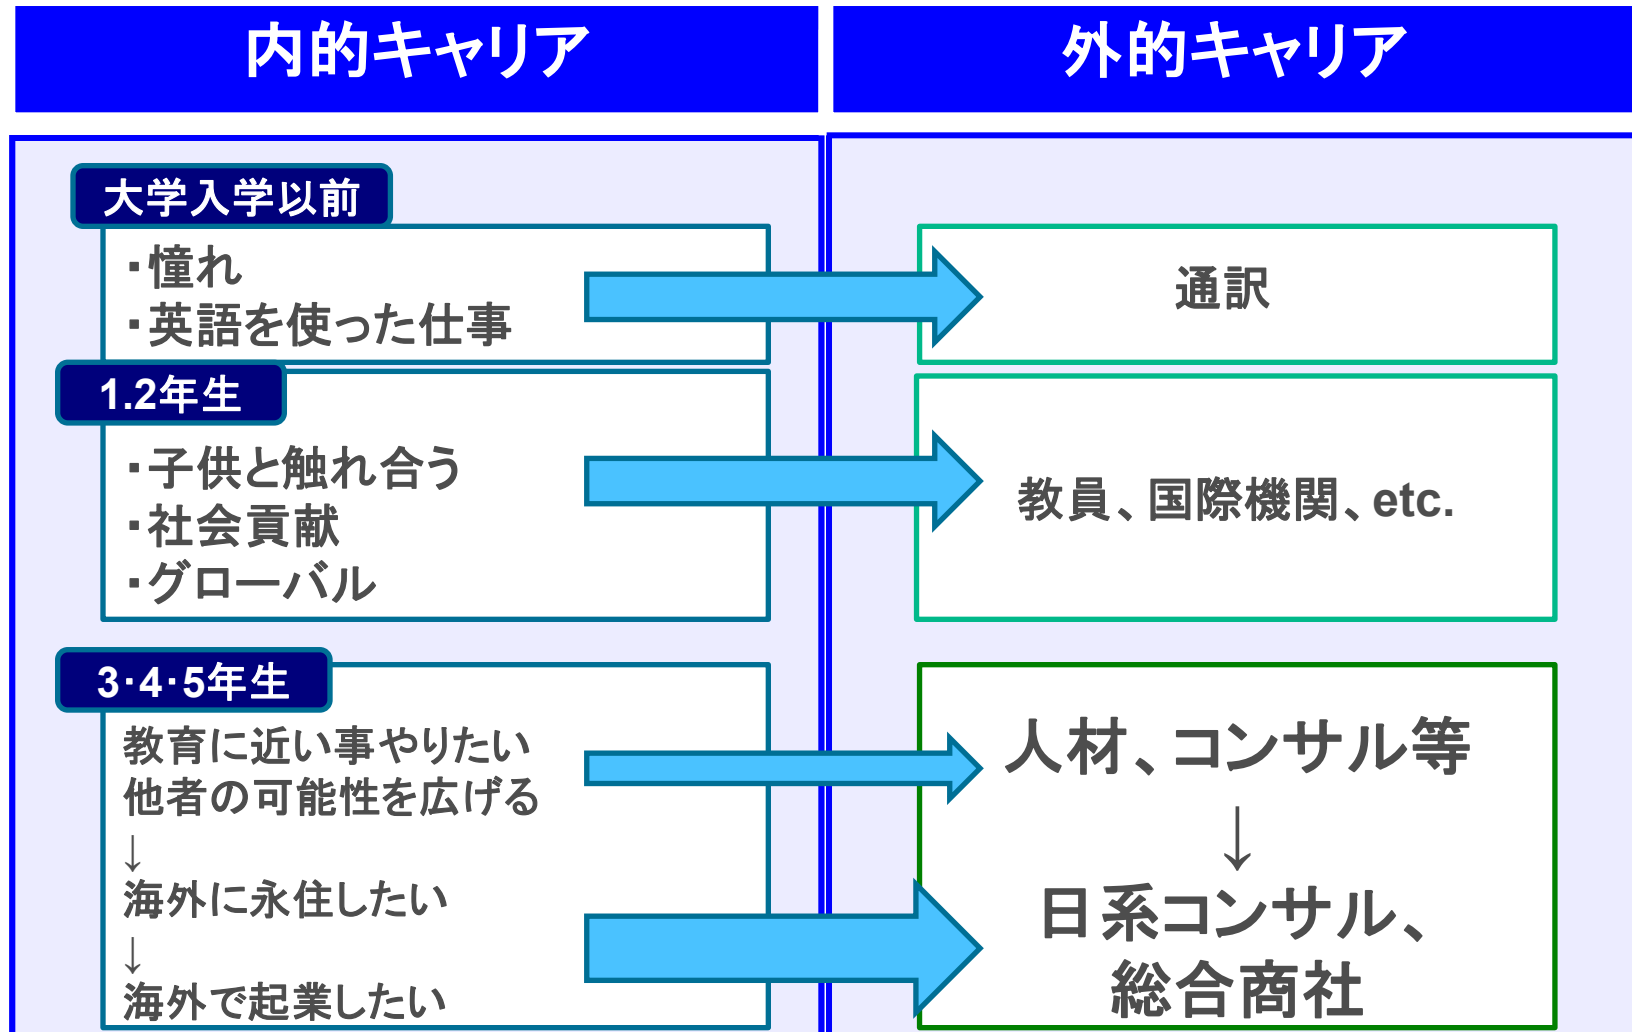 内的キャリア
外的キャリア
大学入学以前
・憧れ
・英語を使った仕事
通訳
1.2年生
・子供と触れ合う
・社会貢献
・グローバル
教員、国際機関、etc.
3・4・5年生
教育に近い事やりたい
他者の可能性を広げる
↓
海外に永住したい
↓
海外で起業したい
人材、コンサル等
↓
日系コンサル、
総合商社